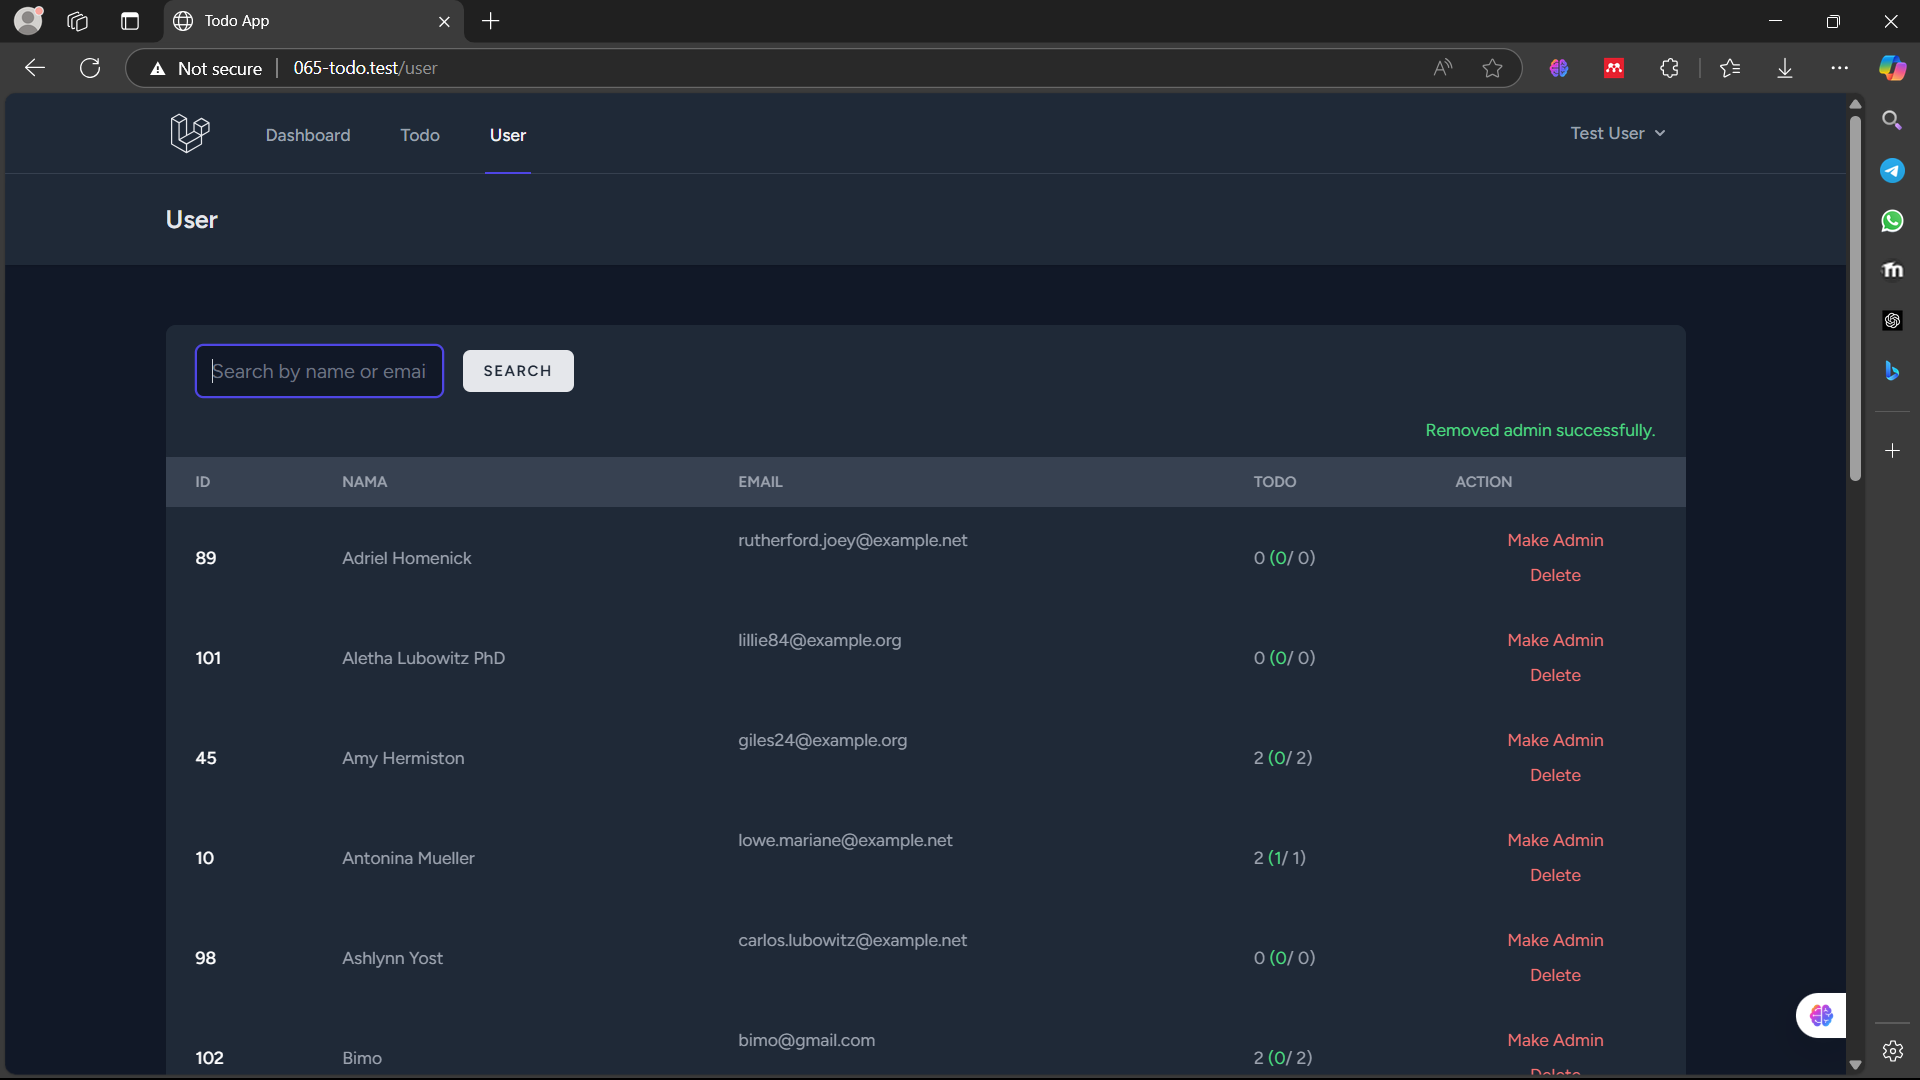 Todo App
Not secure
065-todo.test/user
Dashboard Todo User Test User
User
Search by name or emai SEARCH
Removed admin successfully.
ID NAMA EMAIL TODO ACTION
89 Adriel Homenick rutherford.joey@example.net 0 (0/ 0) Make Admin
Delete
101 Aletha Lubowitz PhD lillie84@example.org 0 (0/ 0) Make Admin
Delete
45 Amy Hermiston giles24@example.org 2 (0/ 2) Make Admin
Delete
10 Antonina Mueller lowe.mariane@example.net 2 (1/ 1) Make Admin
Delete
98 Ashlynn Yost carlos.lubowitz@example.net 0 (0/ 0) Make Admin
Delete
102 Bimo bimo@gmail.com 2 (0/ 2) Make Admin
Delete